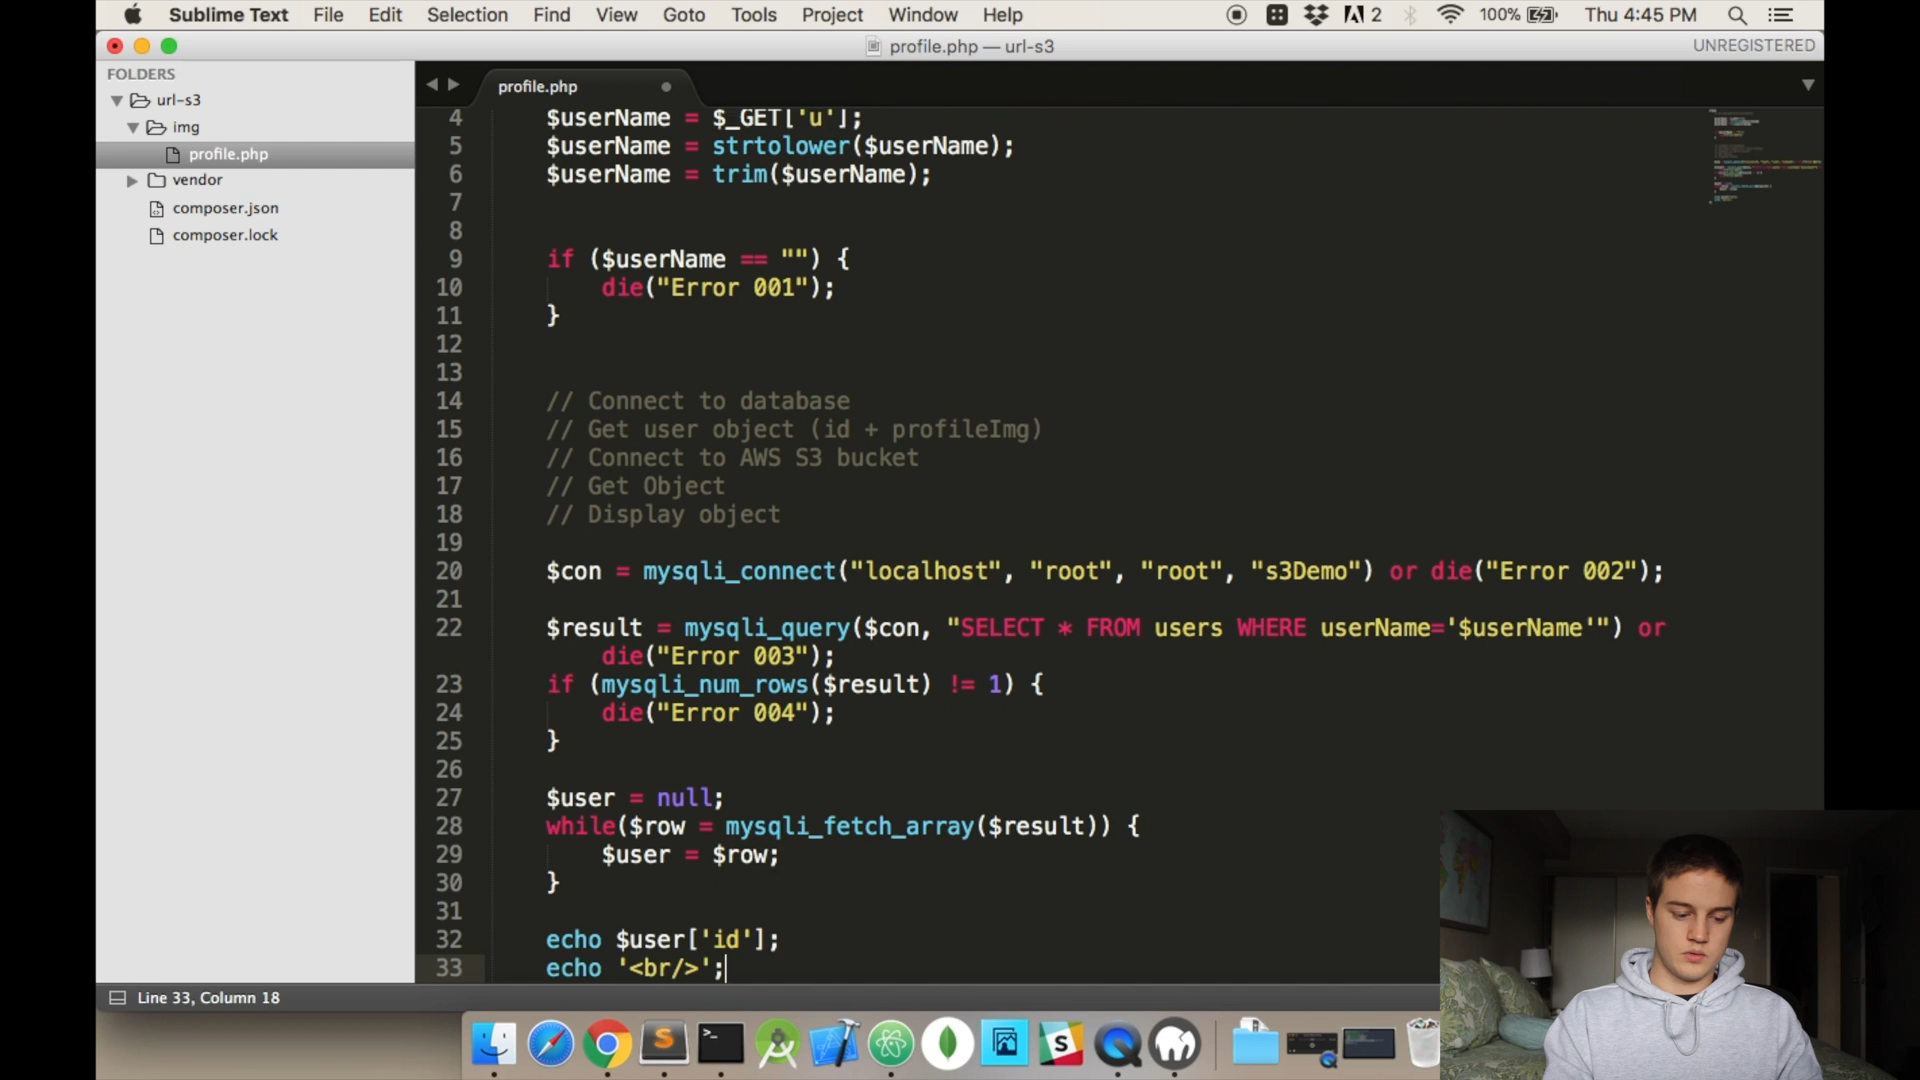 Sublime Text File Edit Selection Find View Goto Tools Project Window Help 2 100% Thu 4:45 PM
profile.php — url-s3 UNREGISTERED
FOLDERS
url-s3
img
profile.php
vendor
composer.json
composer.lock
profile.php
4 $userName = $_GET['u'];
5 $userName = strtolower($userName);
6 $userName = trim($userName);
7
8
9 if ($userName == "") {
10 die("Error 001");
11 }
12
13
14 // Connect to database
15 // Get user object (id + profileImg)
16 // Connect to AWS S3 bucket
17 // Get Object
18 // Display object
19
20 $con = mysqli_connect("localhost", "root", "root", "s3Demo") or die("Error 002");
21
22 $result = mysqli_query($con, "SELECT * FROM users WHERE userName='$userName'") or
die("Error 003");
23 if (mysqli_num_rows($result) != 1) {
24 die("Error 004");
25 }
26
27 $user = null;
28 while($row = mysqli_fetch_array($result)) {
29 $user = $row;
30 }
31
32 echo $user['id'];
33 echo '<br/>';
Line 33, Column 18